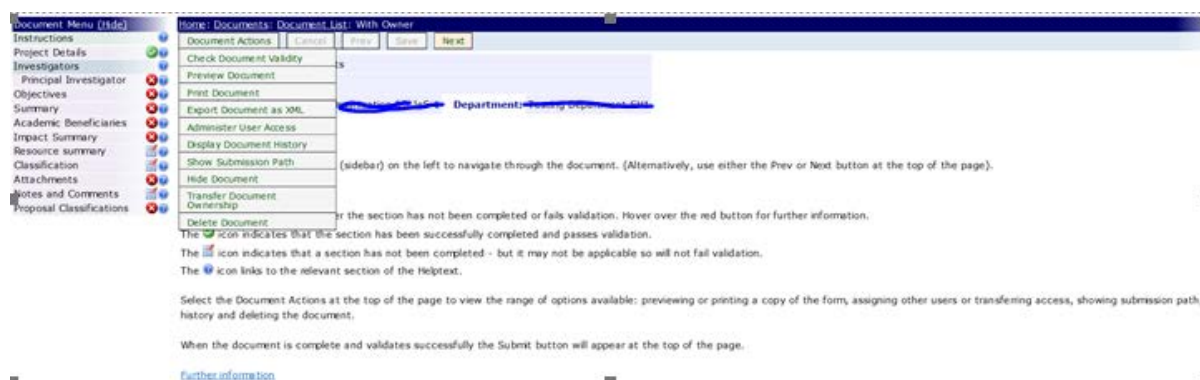 Document Menu (Hide)
Instructions
Project Details
Investigators
Principal Investigator
Objectives
Summary
Academic Beneficiaries
Impact Summary
Resource summary
Classification
Attachments
Notes and Comments
Proposal Classifications
Home: Documents: Document List: With Owner
Document Actions Cancel Prev Save Next
Check Document Validity
Preview Document
Print Document
Export Document as XML
Administer User Access
Display Document History
Show Submission Path
Hide Document
Transfer Document
Ownership
Delete Document
ts
Department:
(sidebar) on the left to navigate through the document. (Alternatively, use either the Prev or Next button at the top of the page).
er the section has not been completed or fails validation. Hover over the red button for further information.
The icon indicates that the section has been successfully completed and passes validation.
The icon indicates that a section has not been completed - but it may not be applicable so will not fail validation.
The icon links to the relevant section of the Helptext.
Select the Document Actions at the top of the page to view the range of options available: previewing or printing a copy of the form, assigning other users or transferring access, showing submission path,
history and deleting the document.
When the document is complete and validates successfully the Submit button will appear at the top of the page.
Further information